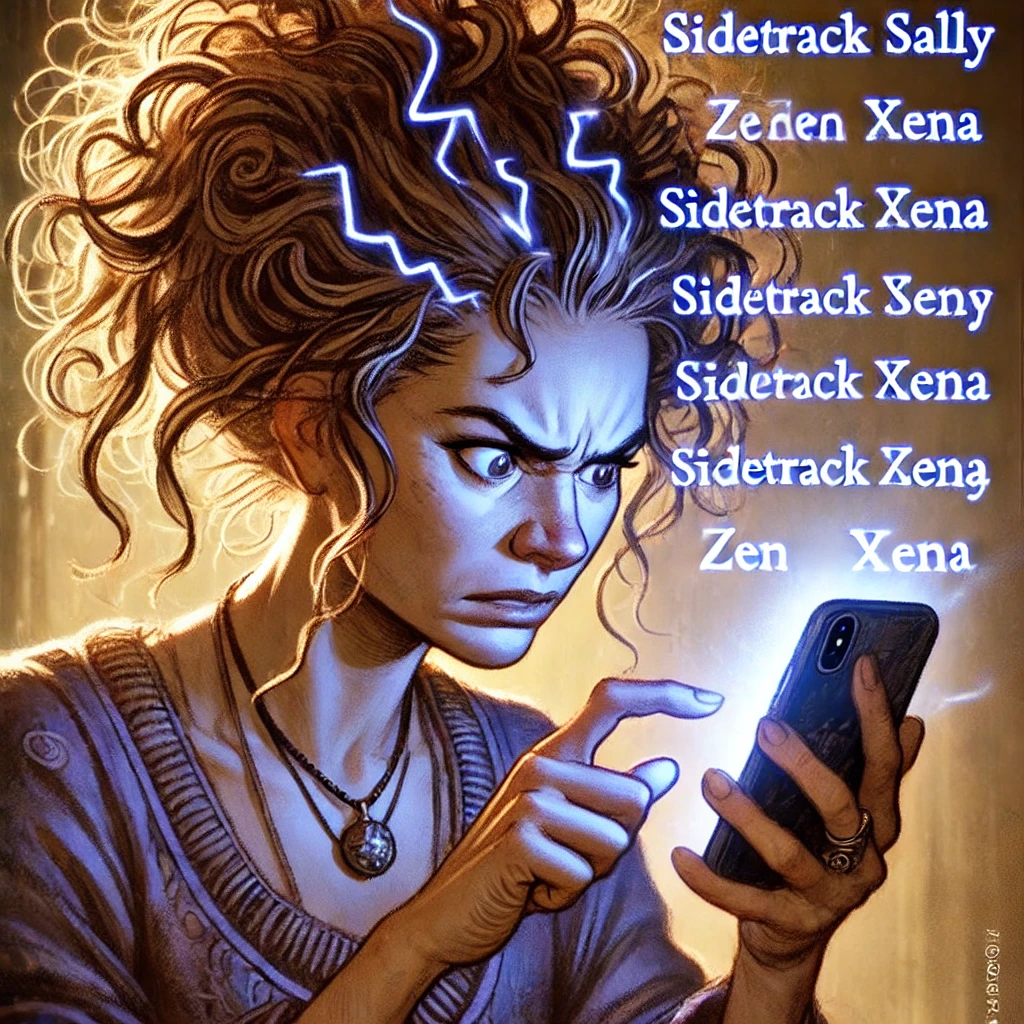 Sidetrack Sally
Zeden Xena
Sidetrack Xena
Sidetrack Seny
Sidetrack Xena
Sidetrack Xena
Zen Xena